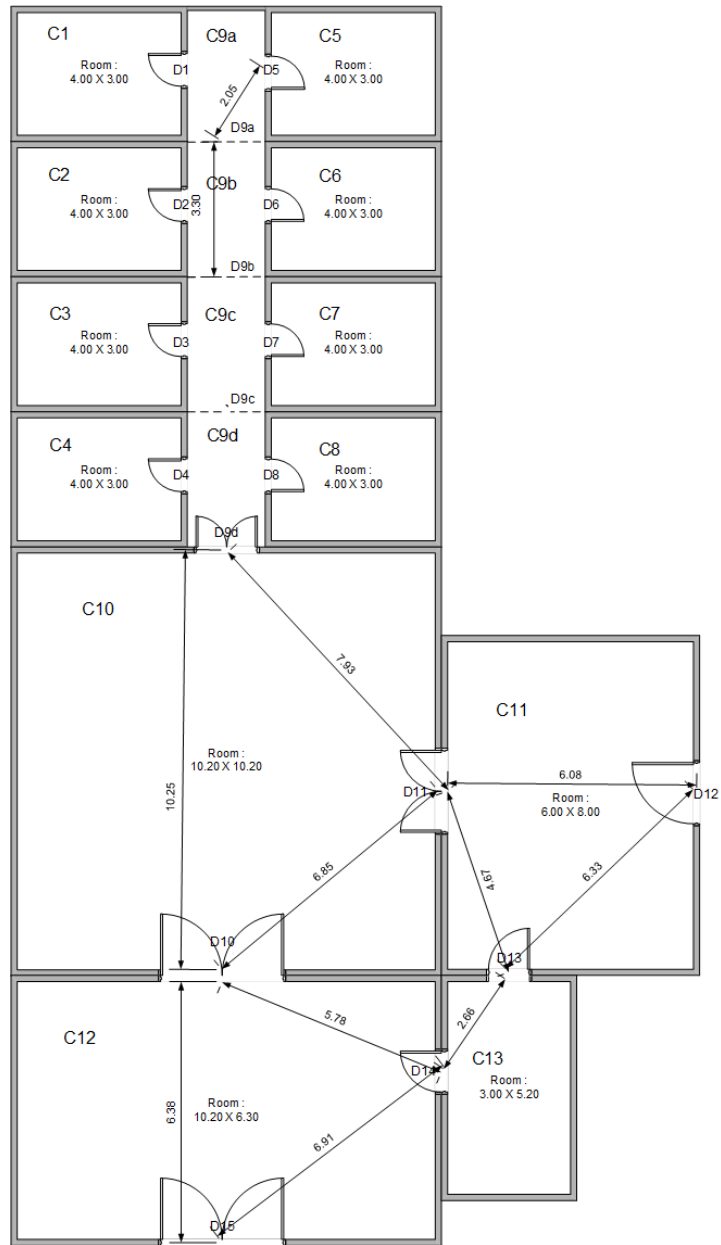 C1
C9a
C5
Room :
4.00 X 3.00
D1
D5
Room :
4.00 X 3.00
2.05
D9a
C2
C9b
C6
Room :
4.00 X 3.00
D2
3.30
D6
Room :
4.00 X 3.00
D9b
C3
C9c
C7
Room :
4.00 X 3.00
D3
D7
Room :
4.00 X 3.00
D9c
C4
C9d
C8
Room :
4.00 X 3.00
D4
D8
Room :
4.00 X 3.00
D9d
C10
7.93
C11
Room :
10.20 X 10.20
10.25
D11
6.08
D12
Room :
6.00 X 8.00
6.85
4.67
6.33
D10
D13
C12
5.78
2.66
C13
D14
Room :
3.00 X 5.20
Room :
10.20 X 6.30
6.38
6.91
D15